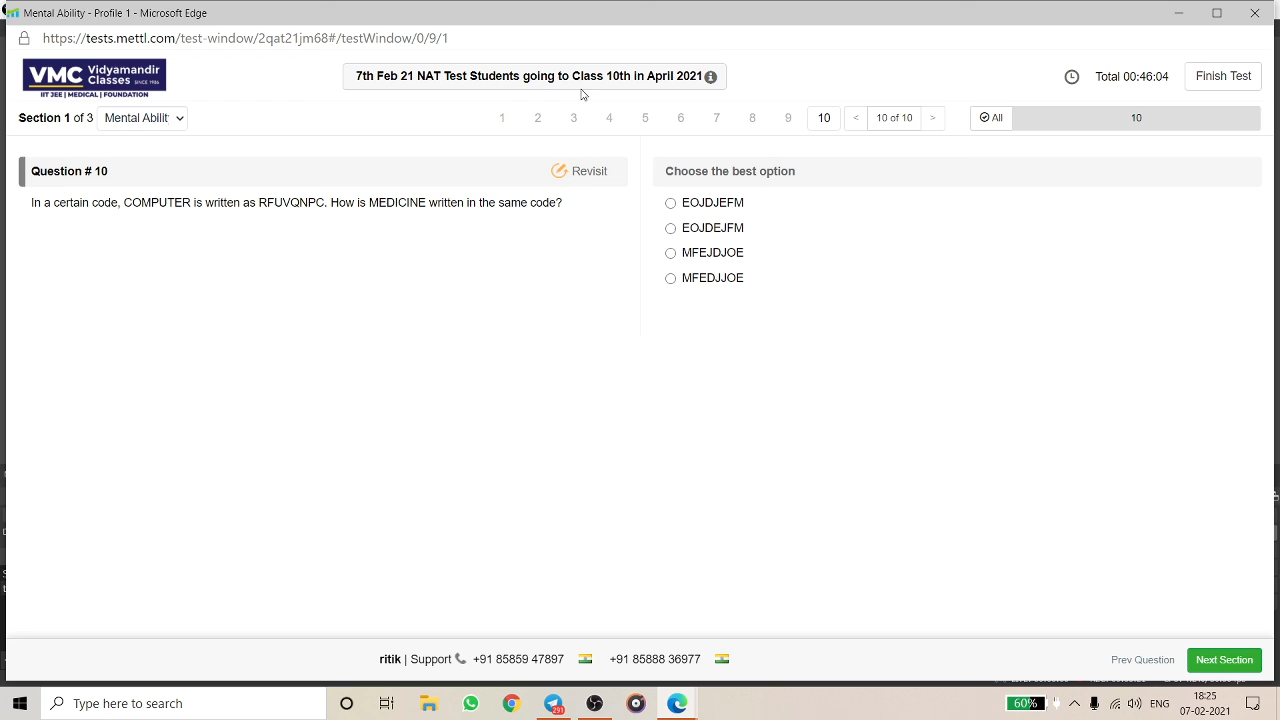 Mental Ability - Profile 1 - Microsoft Edge
https://tests.mettl.com/test-window/2qat21jm68#/testWindow/0/9/1
VMC Vidyamandir Classes SINCE 1986
IIT JEE | MEDICAL | FOUNDATION
7th Feb 21 NAT Test Students going to Class 10th in April 2021
Total 00:46:04
Finish Test
Section 1 of 3 Mental Abilit
1 2 3 4 5 6 7 8 9 10 < 10 of 10 >
All 10
Question # 10
Revisit
In a certain code, COMPUTER is written as RFUVQNPC. How is MEDICINE written in the same code?
Choose the best option
EOJDJEFM
EOJDEJFM
MFEJDJOE
MFEDJJOE
ritik | Support +91 85859 47897 +91 85888 36977
Prev Question
Next Section
Type here to search
291
60%
ENG
18:25
07-02-2021